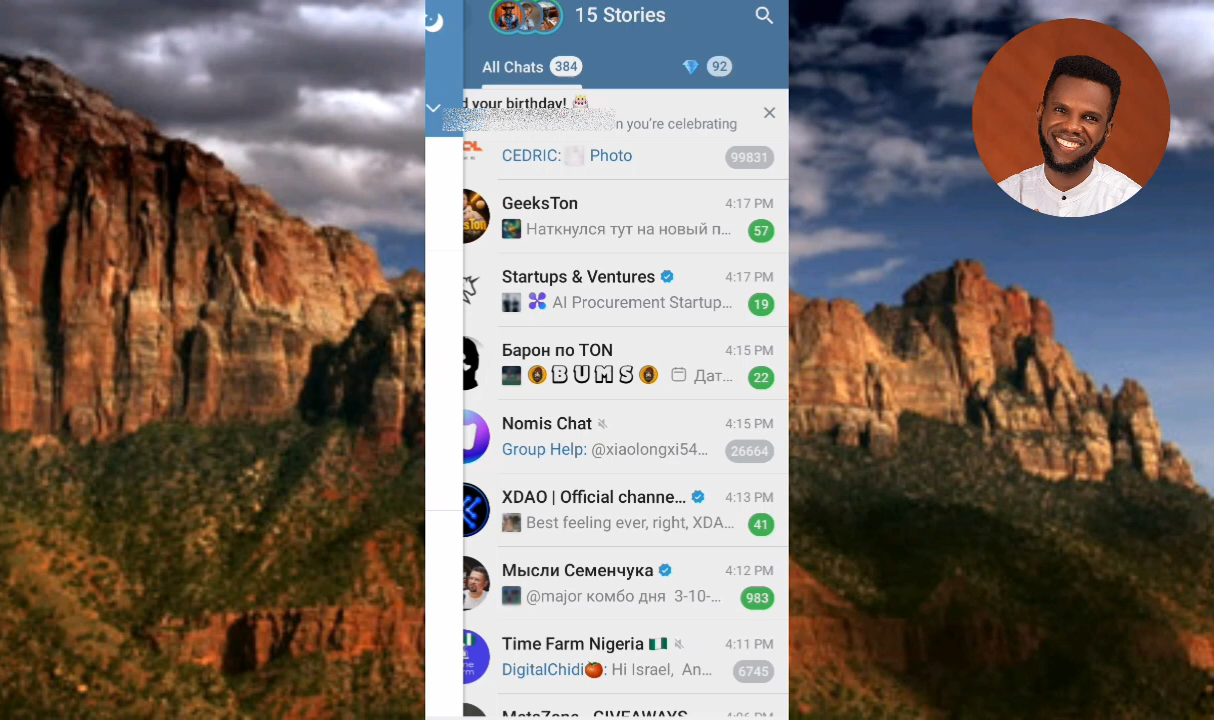 15 Stories
All Chats 384
92
d your birthday! 🎂
n you're celebrating
CEDRIC: Photo 99831
GeeksTon 4:17 PM
Наткнулся тут на новый п... 57
Startups & Ventures 4:17 PM
AI Procurement Startup... 19
Барон по TON 4:15 PM
BUMS Дат... 22
Nomis Chat 4:15 PM
Group Help: @xiaolongxi54... 26664
XDAO | Official channe... 4:13 PM
Best feeling ever, right, XDA... 41
Мысли Семенчука 4:12 PM
@major комбо дня 3-10-... 983
Time Farm Nigeria 🇳🇬 4:11 PM
DigitalChidi🍅: Hi Israel, An... 6745